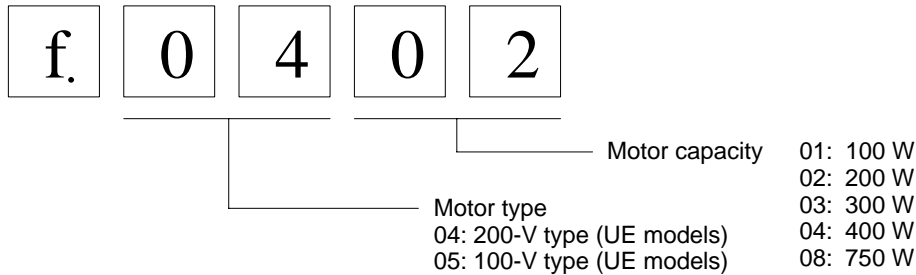 f. 0 4 0 2
Motor capacity 01: 100 W
02: 200 W
03: 300 W
04: 400 W
08: 750 W
Motor type
04: 200-V type (UE models)
05: 100-V type (UE models)